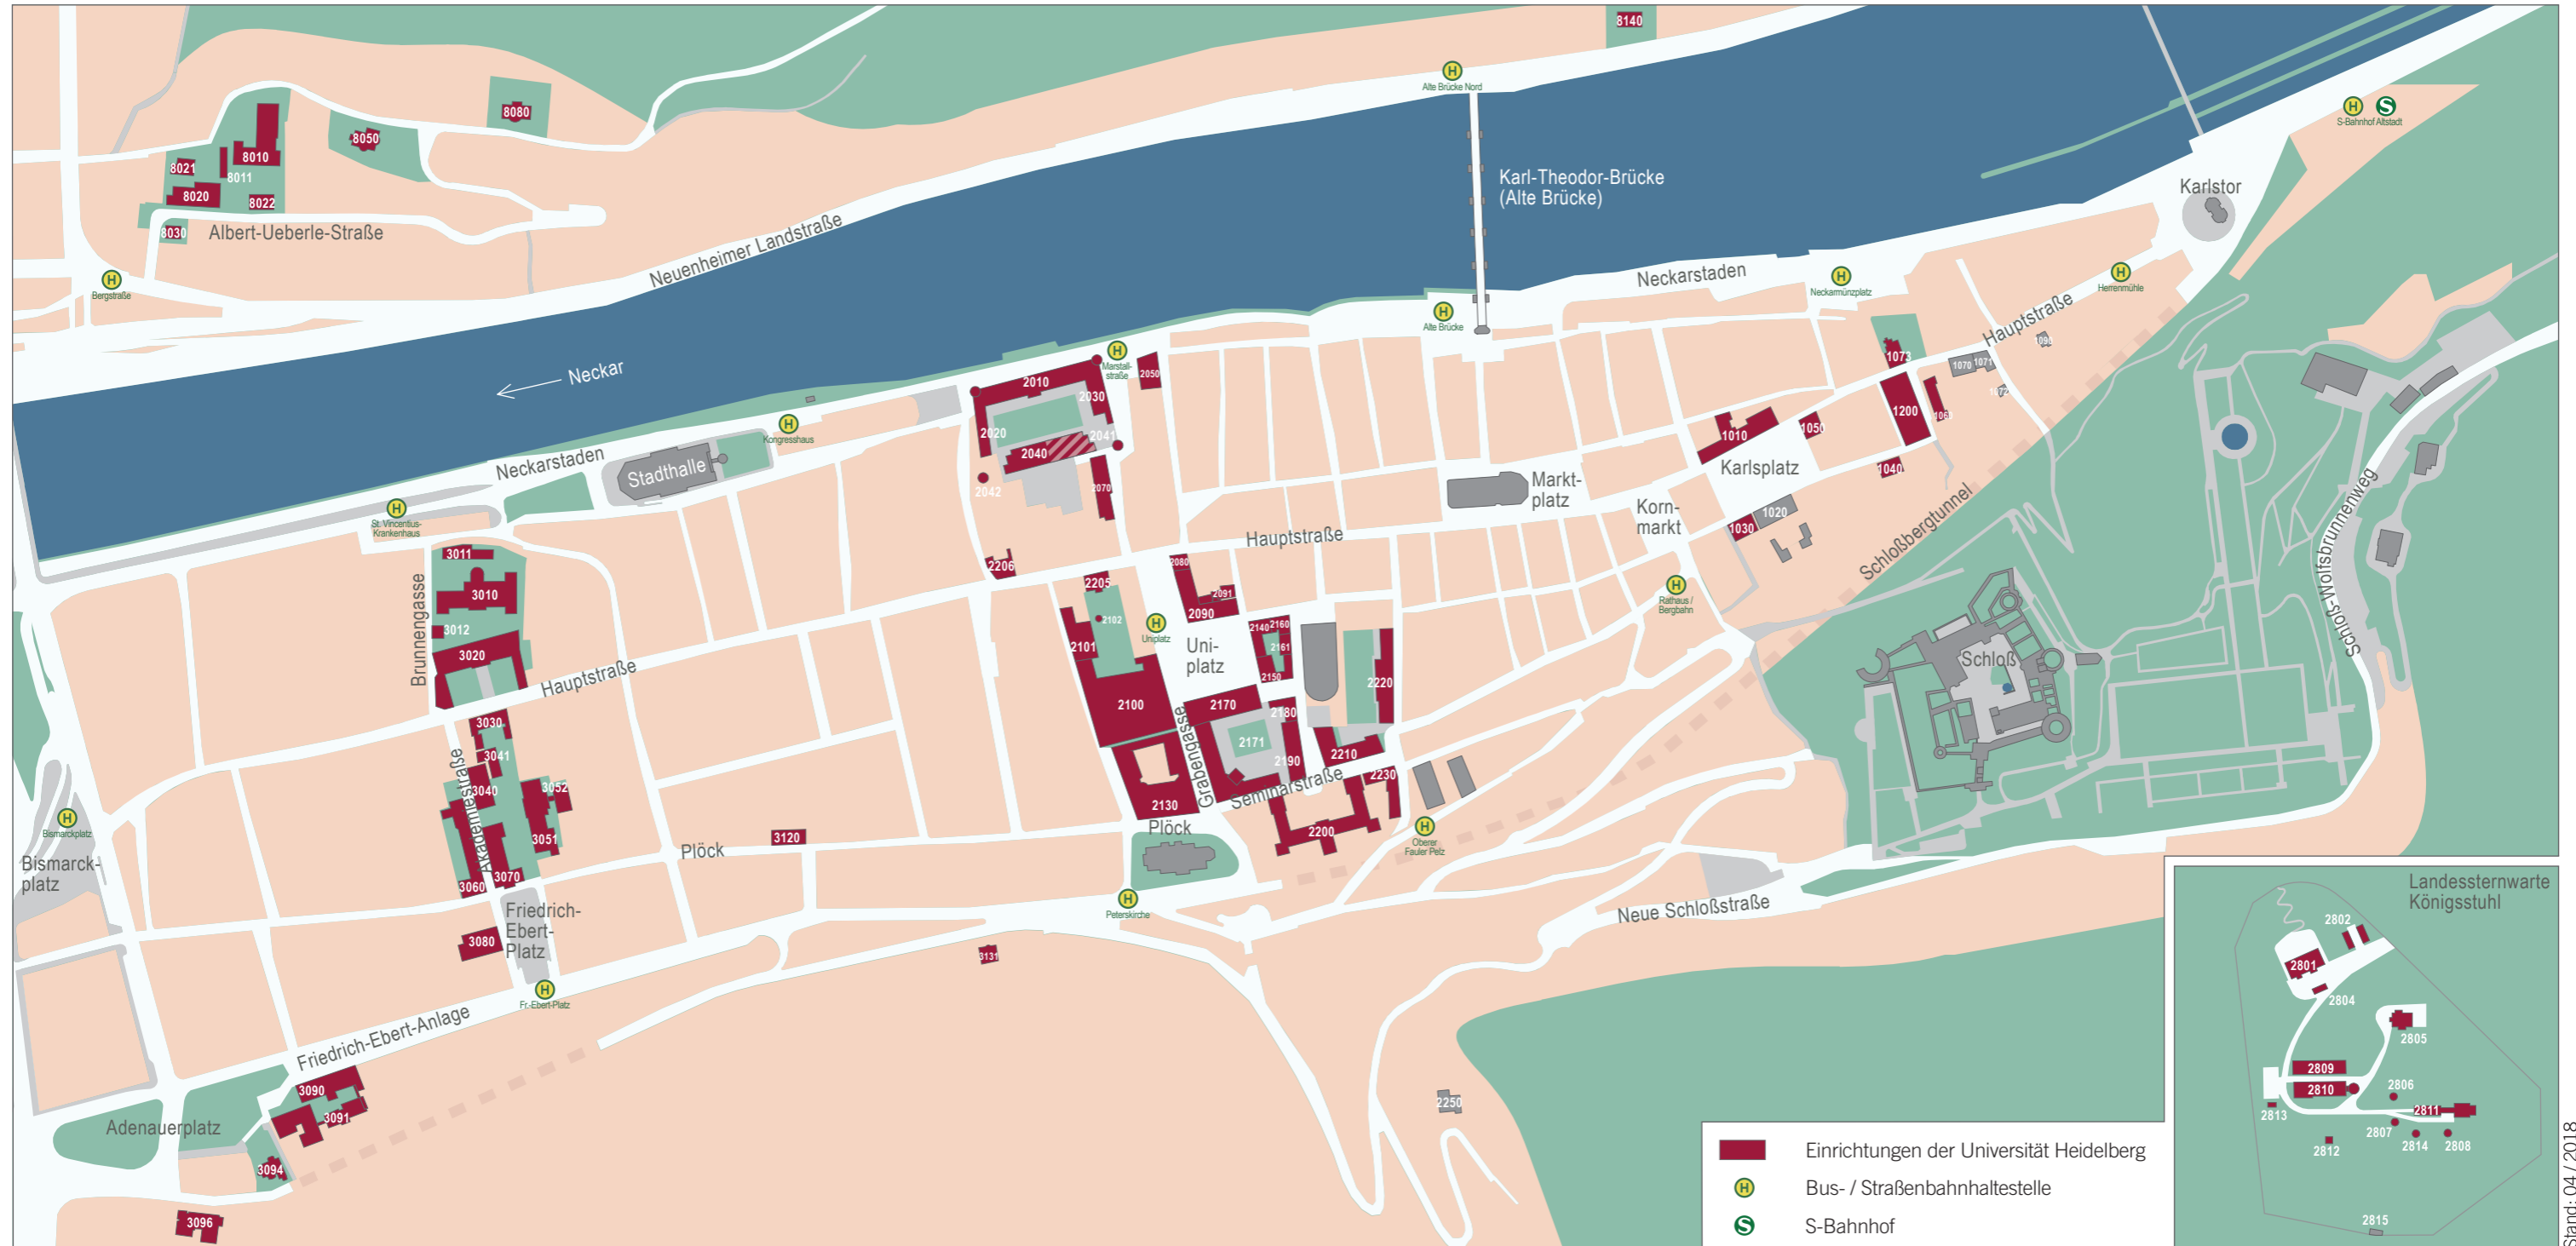 8140
Alte Brücke Nord
8080
8050
8010
8021
8011
8020
8022
8030
Albert-Ueberle-Straße
Bergstraße
Neuenheimer Landstraße
Karl-Theodor-Brücke
(Alte Brücke)
S-Bahnhof Altstadt
Karlstor
Neckarstaden
Neckarmünzplatz
Herrenmühle
Hauptstraße
Alte Brücke
Neckar
Marstall-
straße
2050
2010
2030
2020
2041
2040
2042
2070
1073
1070
1071
1200
1010
1050
Karlsplatz
1040
1020
1030
Kongresshaus
Stadthalle
Neckarstaden
St. Vincentius-
Krankenhaus
Markt-
platz
Korn-
markt
Schloßbergtunnel
Schloß-Wolfsbrunnenweg
Hauptstraße
Rathaus /
Bergbahn
Schloß
3011
3010
3012
3020
Brunnengasse
Hauptstraße
2206
2205
2080
2091
2090
2102
2101
Uniplatz
Uni-
platz
2140
2160
2161
2150
2220
2100
2170
2180
2171
2190
2210
2230
Grabengasse
Seminarstraße
2130
2200
Plöck
Oberer
Fauler Pelz
3030
3041
3040
3052
3051
Akademiestraße
3060
3070
3120
Plöck
Bismarckplatz
Bismarck-
platz
Friedrich-
Ebert-
Platz
3080
Fr.-Ebert-Platz
Peterskirche
3131
Neue Schloßstraße
Friedrich-Ebert-Anlage
3090
3091
3094
3096
Adenauerplatz
2250
Landessternwarte
Königsstuhl
2802
2801
2804
2805
2809
2810
2806
2811
2813
2807
2814
2808
2812
2815
Einrichtungen der Universität Heidelberg
Bus- / Straßenbahnhaltestelle
S-Bahnhof
Stand: 04 / 2018